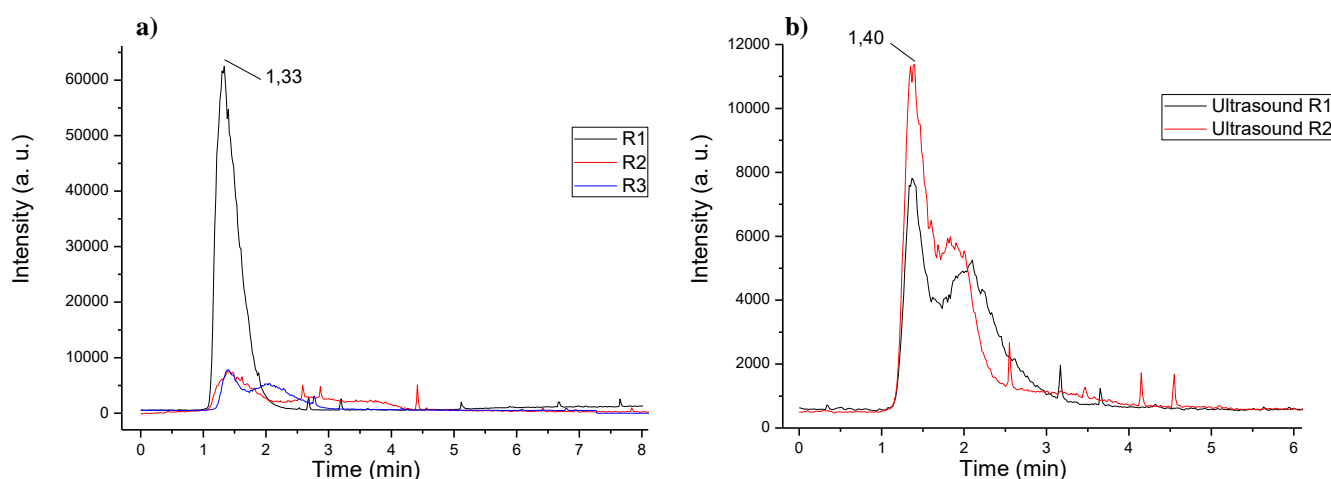 a)
1,33
60000
50000
40000
30000
20000
10000
0
Intensity (a. u.)
R1
R2
R3
0 1 2 3 4 5 6 7 8
Time (min)
b)
1,40
12000
10000
8000
6000
4000
2000
0
Intensity (a. u.)
Ultrasound R1
Ultrasound R2
0 1 2 3 4 5 6
Time (min)